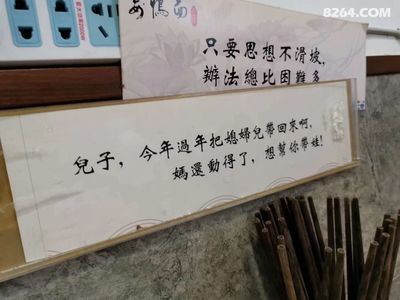 8264.COM
鴨局
只要思想不滑坡,
辦法總比困難多
兒子,今年過年把媳婦兒帶回來啊,
媽還動得了,想幫你帶娃!